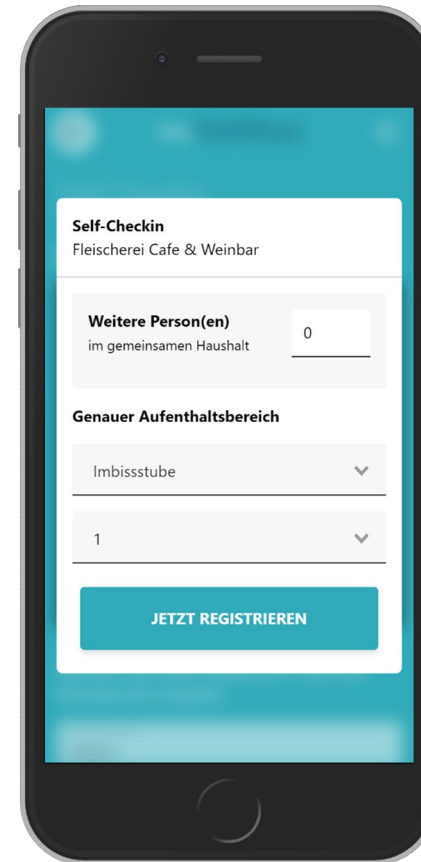 Self-Checkin
Fleischerei Cafe & Weinbar
Weitere Person(en)
im gemeinsamen Haushalt
0
Genauer Aufenthaltsbereich
Imbissstube
1
JETZT REGISTRIEREN